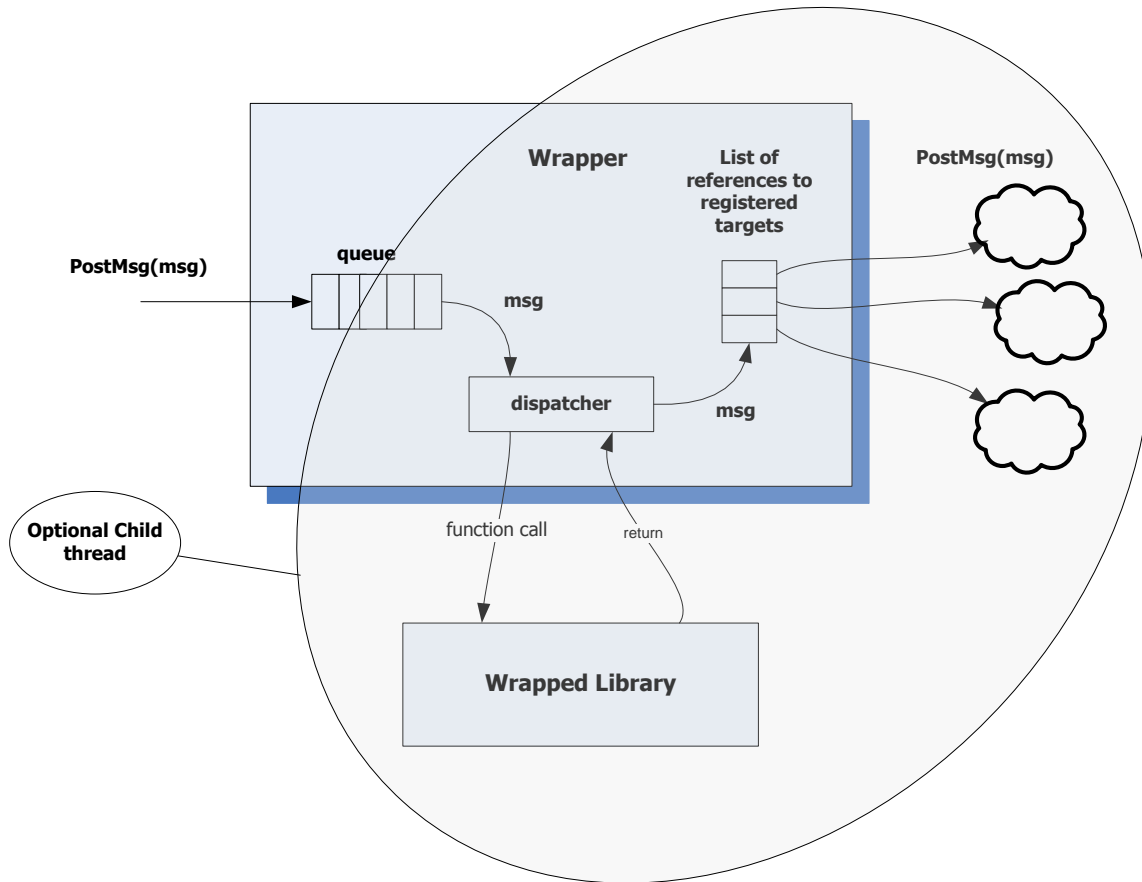 Wrapper
List of
references to
registered
targets
PostMsg(msg)
queue
PostMsg(msg)
msg
dispatcher
msg
Optional Child
thread
function call
return
Wrapped Library